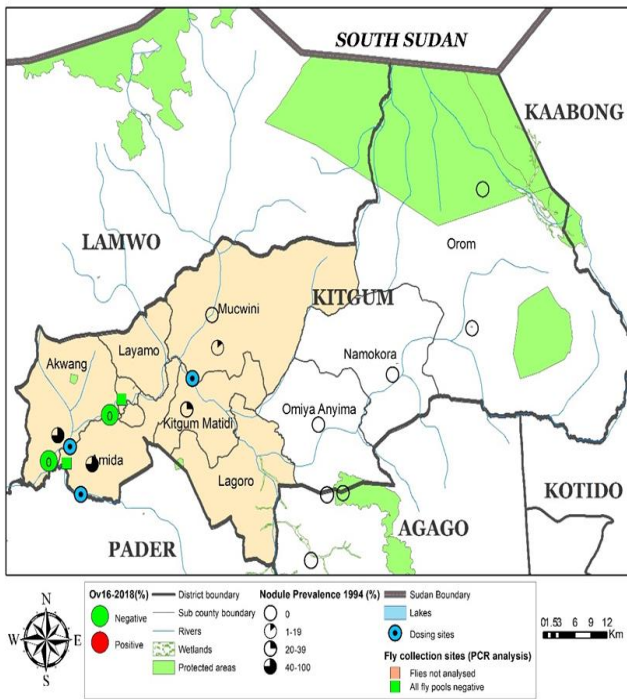 SOUTH SUDAN
KAABONG
LAMWO
Orom
KITGUM
Mucwini
Layamo
Akwang
Namokora
Kitgum Matidi
Omiya Anyima
0
0
Amida
Lagoro
KOTIDO
AGAGO
PADER
N
W
E
S
Ov16-2018(%)
Negative
Positive
District boundary
Sub county boundary
Rivers
Wetlands
Protected areas
Nodule Prevalence 1994 (%)
0
1-19
20-39
40-100
Sudan Boundary
Lakes
Dosing sites
Fly collection sites (PCR analysis)
Flies not analysed
All fly pools negative
01.53 6 9 12
Km